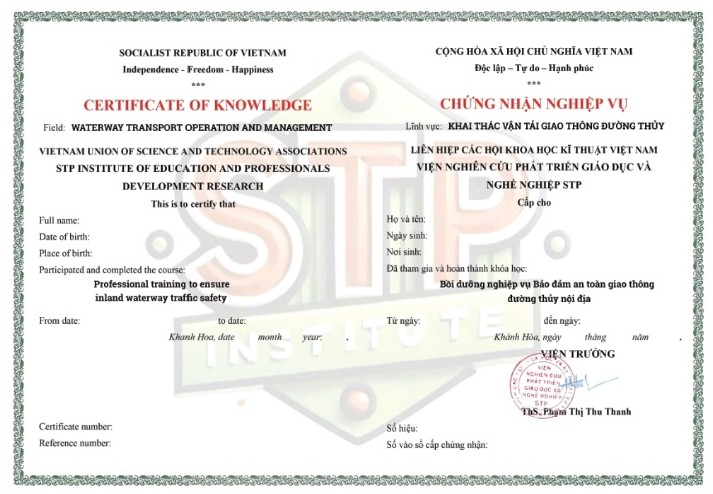 SOCIALIST REPUBLIC OF VIETNAM
Independence - Freedom - Happiness
***
CERTIFICATE OF KNOWLEDGE
Field: WATERWAY TRANSPORT OPERATION AND MANAGEMENT
VIETNAM UNION OF SCIENCE AND TECHNOLOGY ASSOCIATIONS
STP INSTITUTE OF EDUCATION AND PROFESSIONALS
DEVELOPMENT RESEARCH
This is to certify that
Full name:
Date of birth:
Place of birth:
Participated and completed the course:
Professional training to ensure
inland waterway traffic safety
From date: to date:
Khanh Hoa, date month year: .
Certificate number:
Reference number:
CỘNG HÒA XÃ HỘI CHỦ NGHĨA VIỆT NAM
Độc lập – Tự do – Hạnh phúc
***
CHỨNG NHẬN NGHIỆP VỤ
Lĩnh vực: KHAI THÁC VẬN TẢI GIAO THÔNG ĐƯỜNG THỦY
LIÊN HIỆP CÁC HỘI KHOA HỌC KĨ THUẬT VIỆT NAM
VIỆN NGHIÊN CỨU PHÁT TRIỂN GIÁO DỤC VÀ
NGHỀ NGHIỆP STP
Cấp cho
Họ và tên:
Ngày sinh:
Nơi sinh:
Đã tham gia và hoàn thành khóa học:
Bồi dưỡng nghiệp vụ Bảo đảm an toàn giao thông
đường thủy nội địa
Từ ngày: đến ngày:
Khánh Hòa, ngày tháng năm .
VIỆN TRƯỞNG
VIỆN
NGHIÊN CỨU
PHÁT TRIỂN
GIÁO DỤC VÀ
NGHỀ NGHIỆP
STP
ThS. Phạm Thị Thu Thanh
Số hiệu:
Số vào sổ cấp chứng nhận:
STP
INSTITUTE